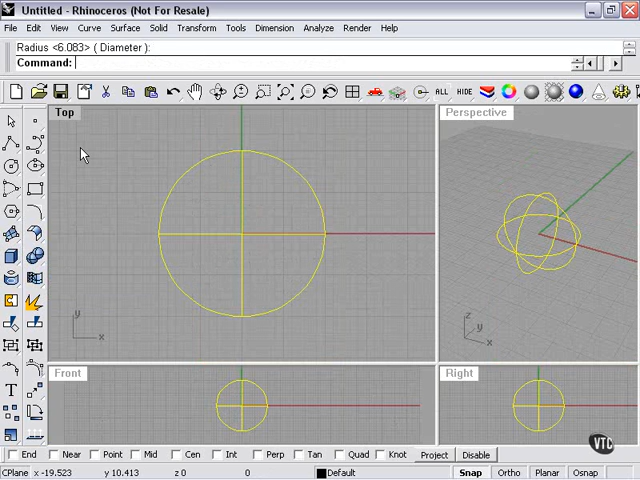 Untitled - Rhinoceros (Not For Resale)
File Edit View Curve Surface Solid Transform Tools Dimension Analyze Render Help
Radius <6.083> ( Diameter ):
Command:
ALL HIDE
Top
Perspective
y
x
z
y
x
T
Front
Right
VTC
End Near Point Mid Cen Int Perp Tan Quad Knot Project Disable
CPlane x -19.523 y 10.413 z 0 0 Default Snap Ortho Planar Osnap